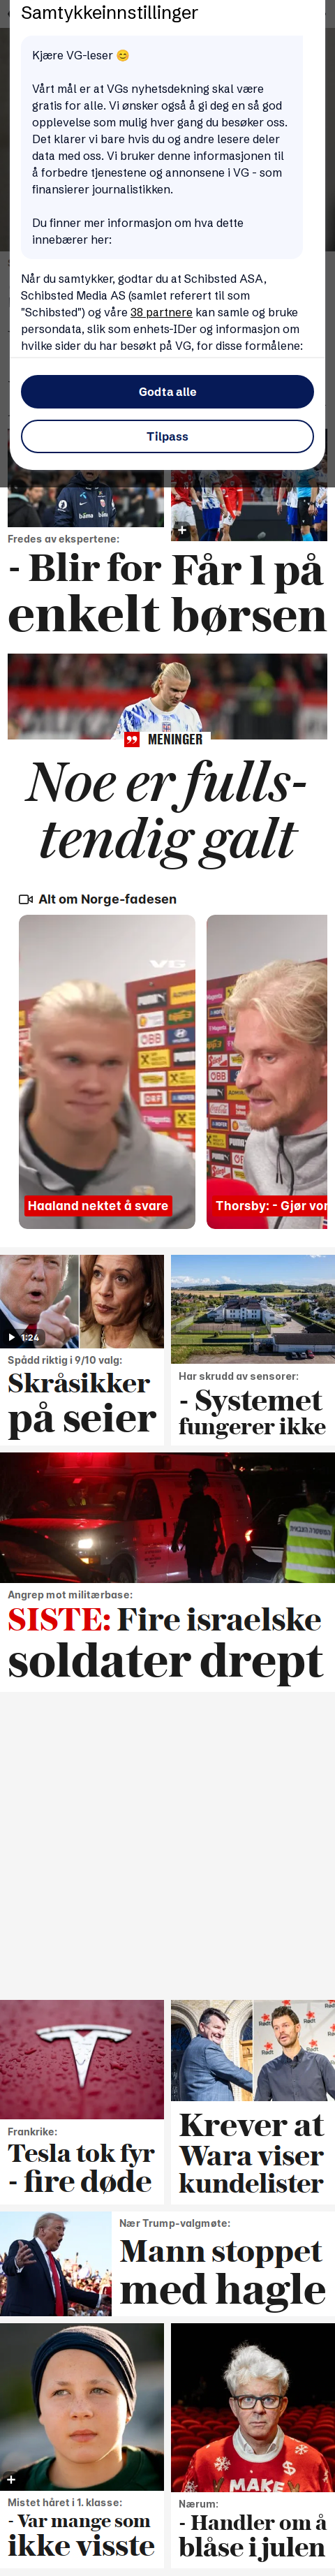 Samtykkeinnstillinger
Kjære VG-leser 😊
Vårt mål er at VGs nyhetsdekning skal være
gratis for alle. Vi ønsker også å gi deg en så god
opplevelse som mulig hver gang du besøker oss.
Det klarer vi bare hvis du og andre lesere deler
data med oss. Vi bruker denne informasjonen til
å forbedre tjenestene og annonsene i VG - som
finansierer journalistikken.
Du finner mer informasjon om hva dette
innebærer her:
Når du samtykker, godtar du at Schibsted ASA,
Schibsted Media AS (samlet referert til som
"Schibsted") og våre 38 partnere kan samle og bruke
persondata, slik som enhets-IDer og informasjon om
hvilke sider du har besøkt på VG, for disse formålene:
Godta alle
Tilpass
Fredes av ekspertene:
- Blir for
enkelt
Får 1 på
børsen
MENINGER
Noe er fulls-
tendig galt
Alt om Norge-fadesen
VG
Haaland nektet å svare
Thorsby: - Gjør vor
1:24
Spådd riktig i 9/10 valg:
Skråsikker
på seier
Har skrudd av sensorer:
- Systemet
fungerer ikke
Angrep mot militærbase:
SISTE: Fire israelske
soldater drept
Frankrike:
Tesla tok fyr
- fire døde
Rødt
Krever at
Wara viser
kundelister
Nær Trump-valgmøte:
Mann stoppet
med hagle
Mistet håret i 1. klasse:
- Var mange som
ikke visste
MAKE
Nærum:
- Handler om å
blåse i julen